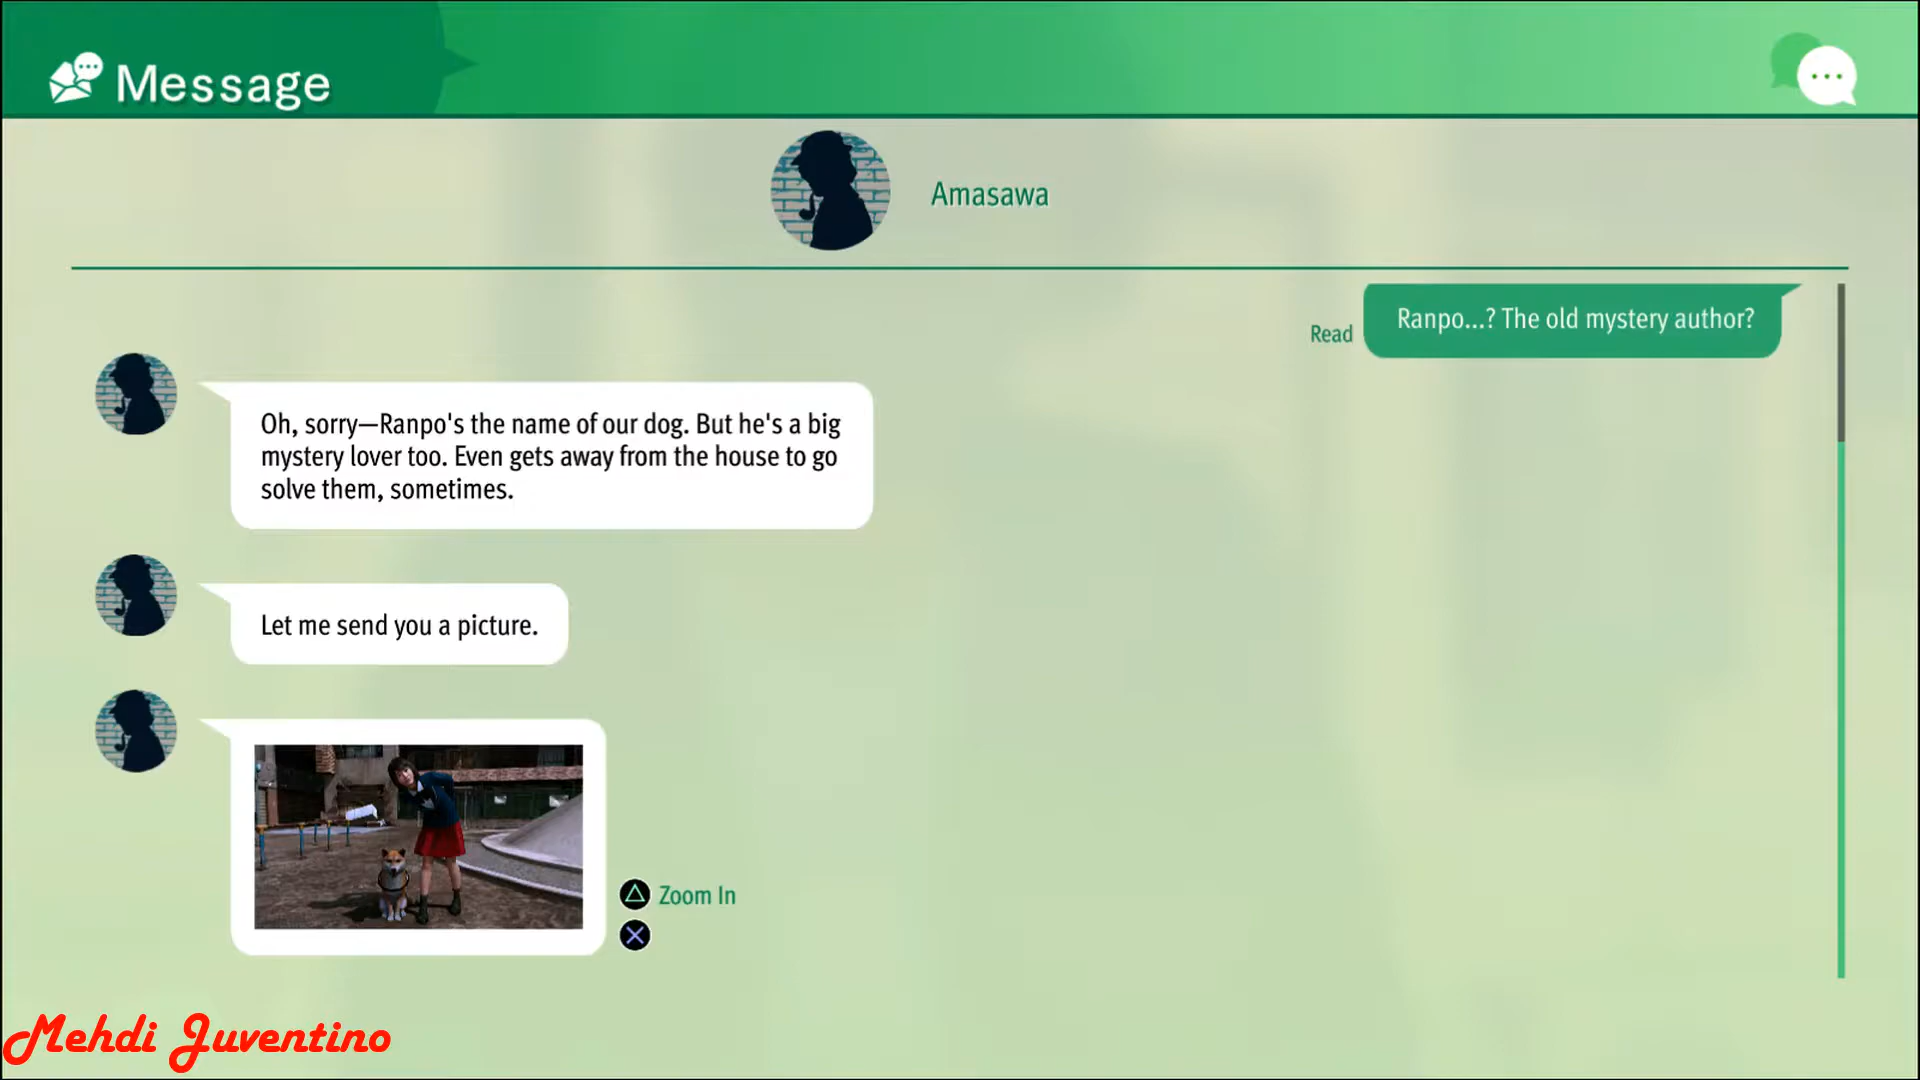 Message
Amasawa
Ranpo...? The old mystery author?
Read
Oh, sorry—Ranpo's the name of our dog. But he's a big
mystery lover too. Even gets away from the house to go
solve them, sometimes.
Let me send you a picture.
Zoom In
Mehdi Juventino